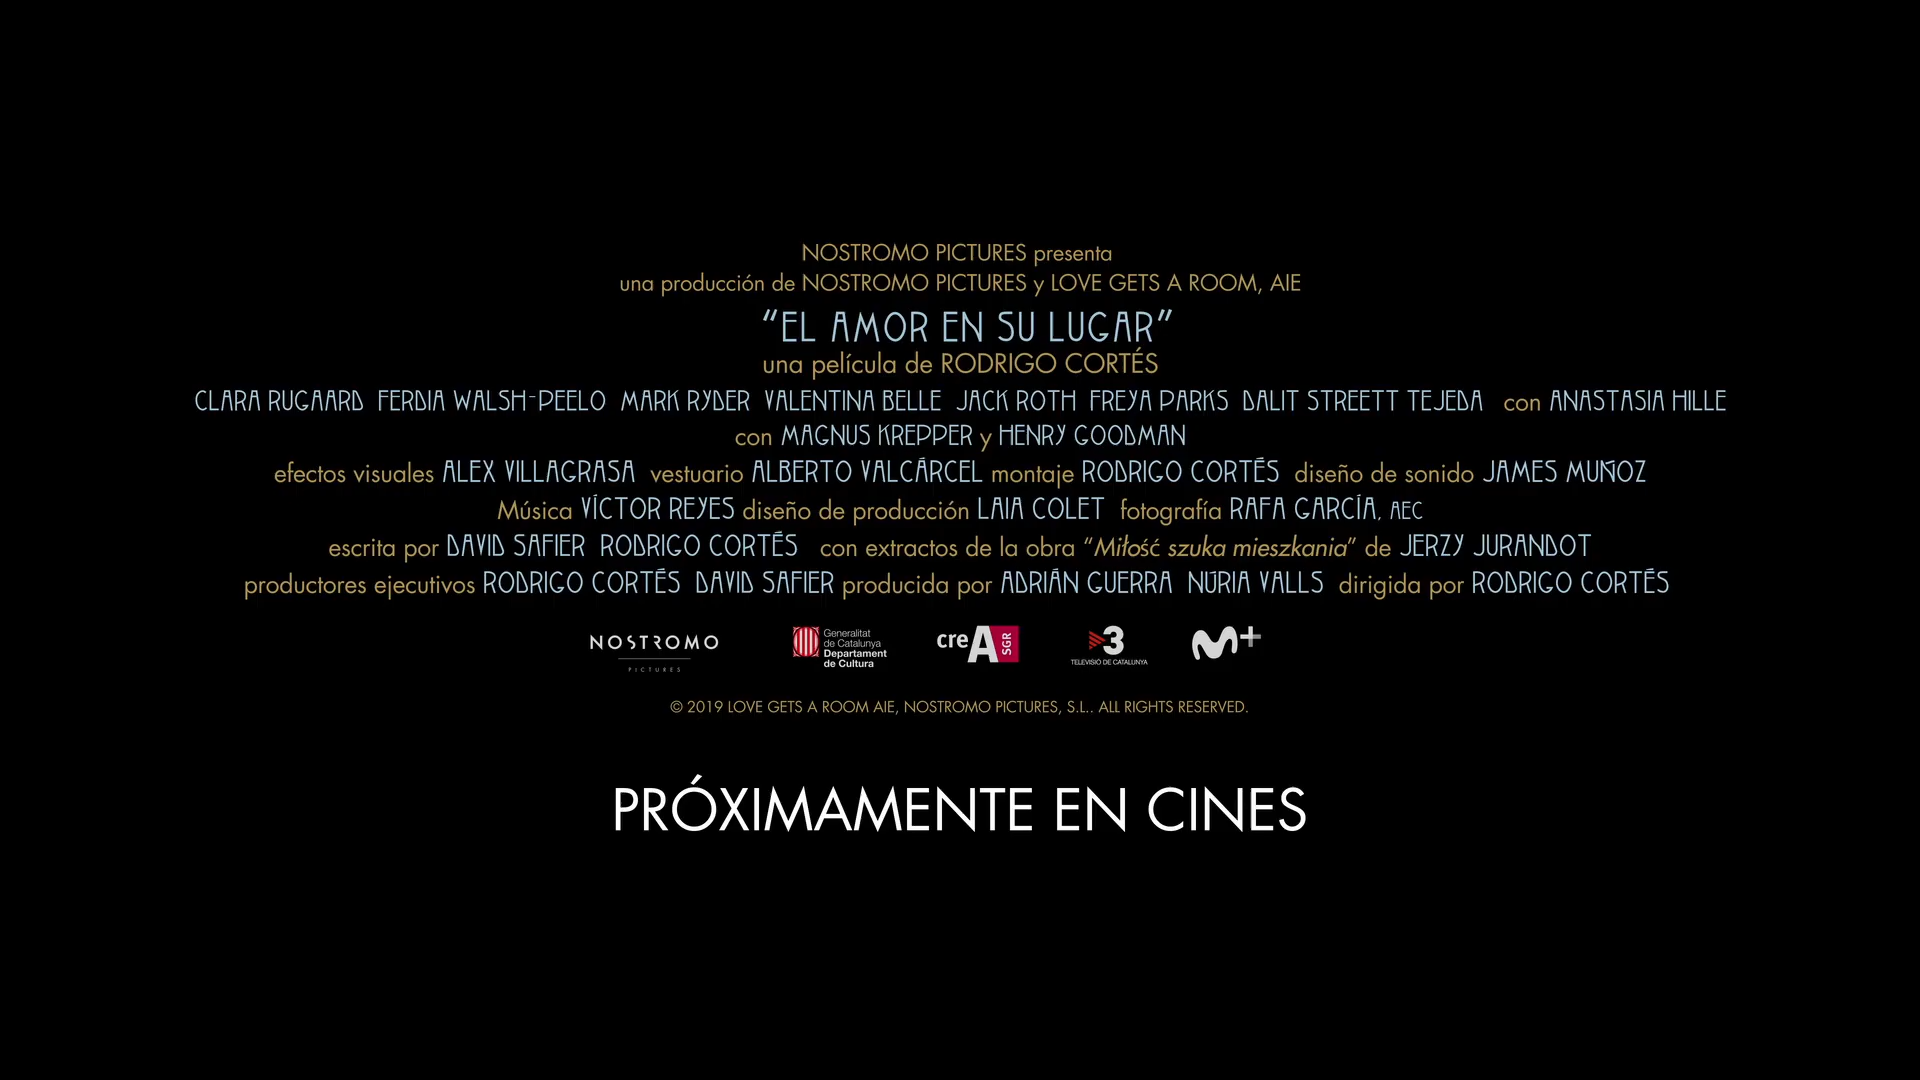 NOSTROMO PICTURES presenta
una producción de NOSTROMO PICTURES y LOVE GETS A ROOM, AIE
“EL AMOR EN SU LUGAR”
una película de RODRIGO CORTÉS
CLARA RUGAARD FERDIA WALSH-PEELO MARK RYDER VALENTINA BELLE JACK ROTH FREYA PARKS DALIT STREETT TEJEDA con ANASTASIA HILLE
con MAGNUS KREPPER y HENRY GOODMAN
efectos visuales ALEX VILLAGRASA vestuario ALBERTO VALCÁRCEL montaje RODRIGO CORTÉS diseño de sonido JAMES MUÑOZ
Música VÍCTOR REYES diseño de producción LAIA COLET fotografía RAFA GARCÍA, AEC
escrita por DAVID SAFIER RODRIGO CORTÉS con extractos de la obra “Miłość szuka mieszkania” de JERZY JURANDOT
productores ejecutivos RODRIGO CORTÉS DAVID SAFIER producida por ADRIÁN GUERRA NÚRIA VALLS dirigida por RODRIGO CORTÉS
NOSTROMO
PICTURES
Generalitat
de Catalunya
Departament
de Cultura
creA SGR
3
TELEVISIÓ DE CATALUNYA
M+
© 2019 LOVE GETS A ROOM AIE, NOSTROMO PICTURES, S.L.. ALL RIGHTS RESERVED.
PRÓXIMAMENTE EN CINES